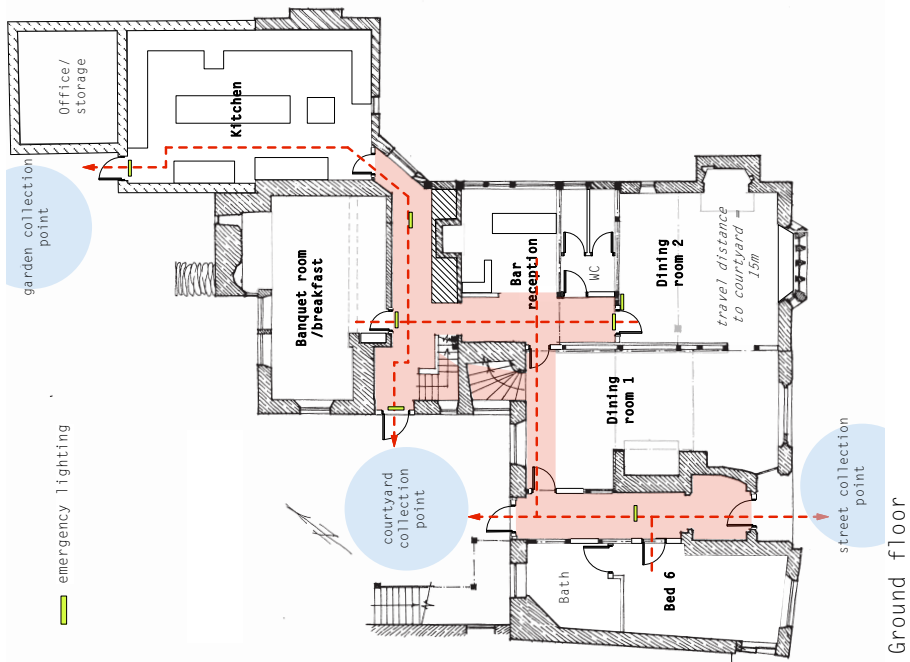 Office/
storage
Kitchen
garden collection
point
Banquet room
/breakfast
Bar
reception
WC
Dining
room 2
travel distance
to courtyard =
15m
Dining
room 1
emergency lighting
courtyard
collection
point
street collection
point
Bath
Bed 6
Ground floor